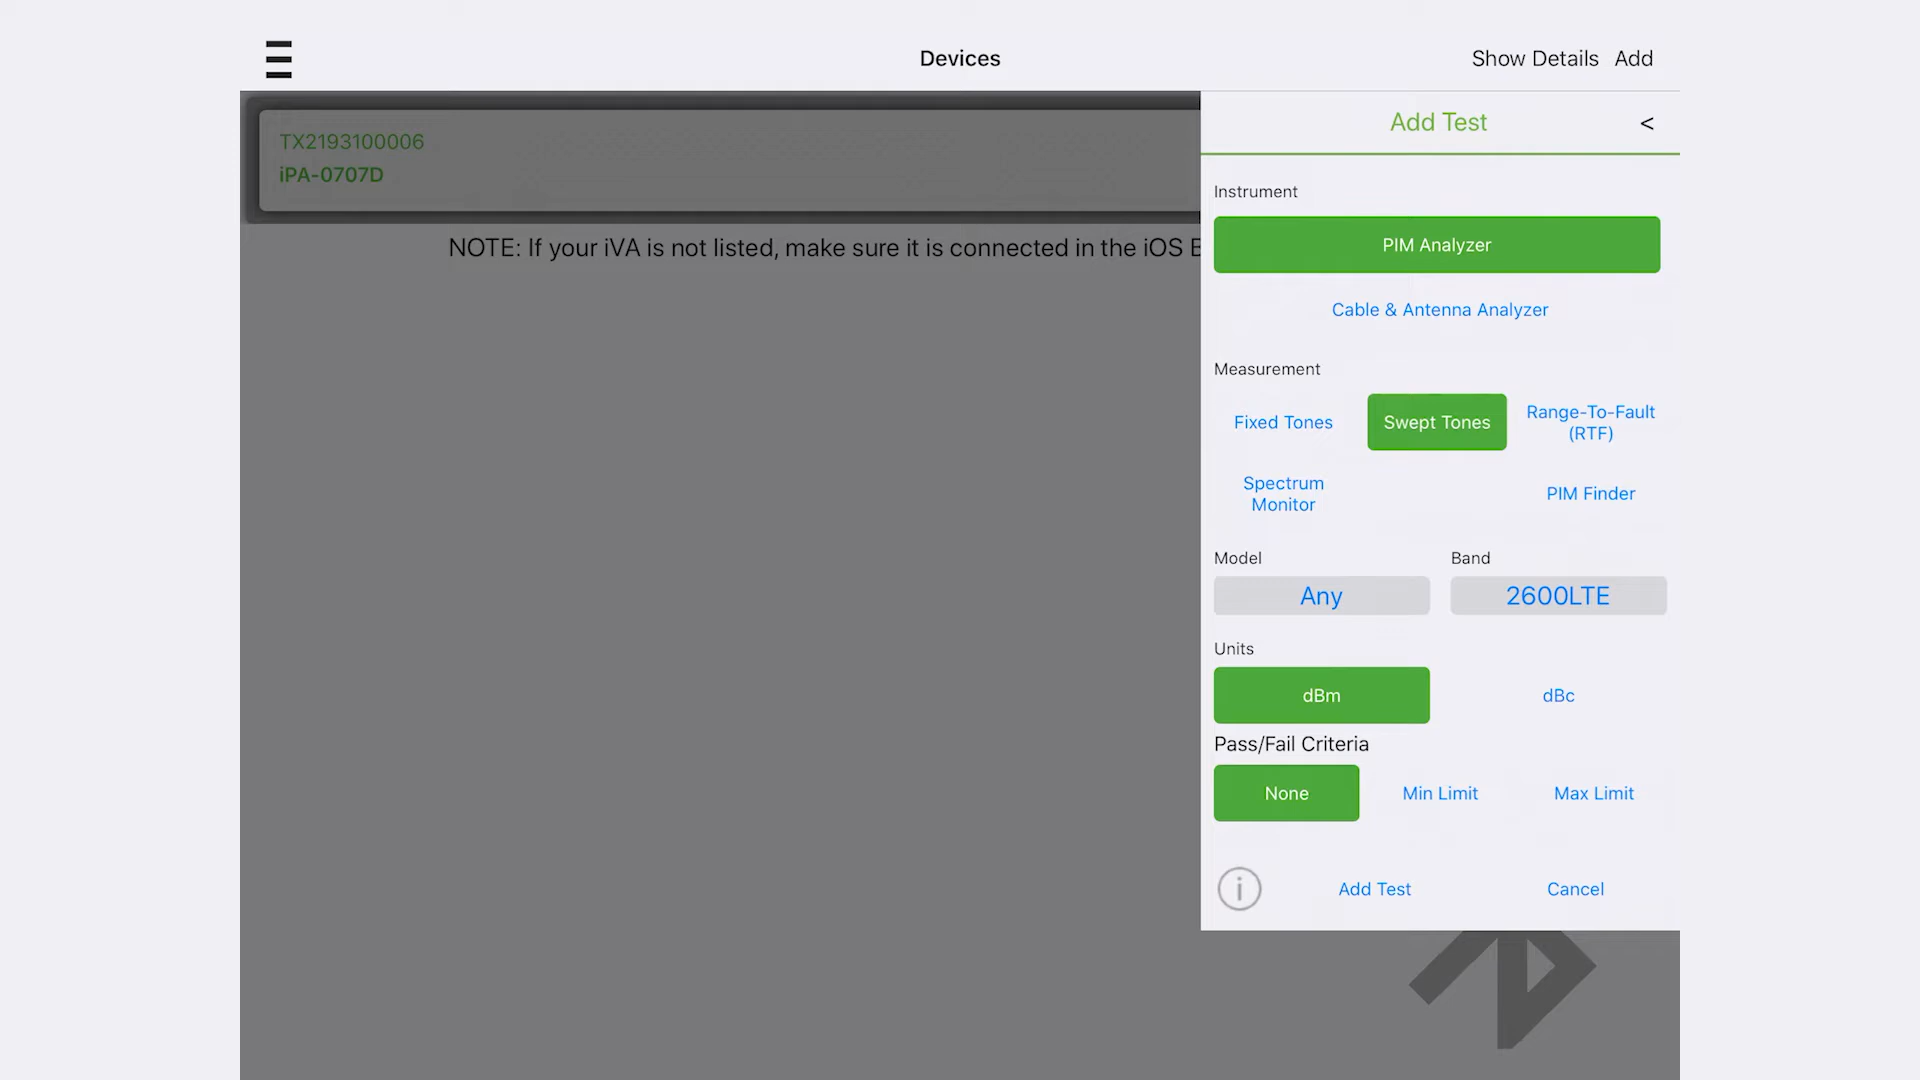 Devices
Show Details Add
TX2193100006
iPA-0707D
NOTE: If your iVA is not listed, make sure it is connected in the iOS
Add Test <
Instrument
PIM Analyzer
Cable & Antenna Analyzer
Measurement
Fixed Tones
Swept Tones
Range-To-Fault
(RTF)
Spectrum
Monitor
PIM Finder
Model Band
Any 2600LTE
Units
dBm dBc
Pass/Fail Criteria
None Min Limit Max Limit
Add Test Cancel